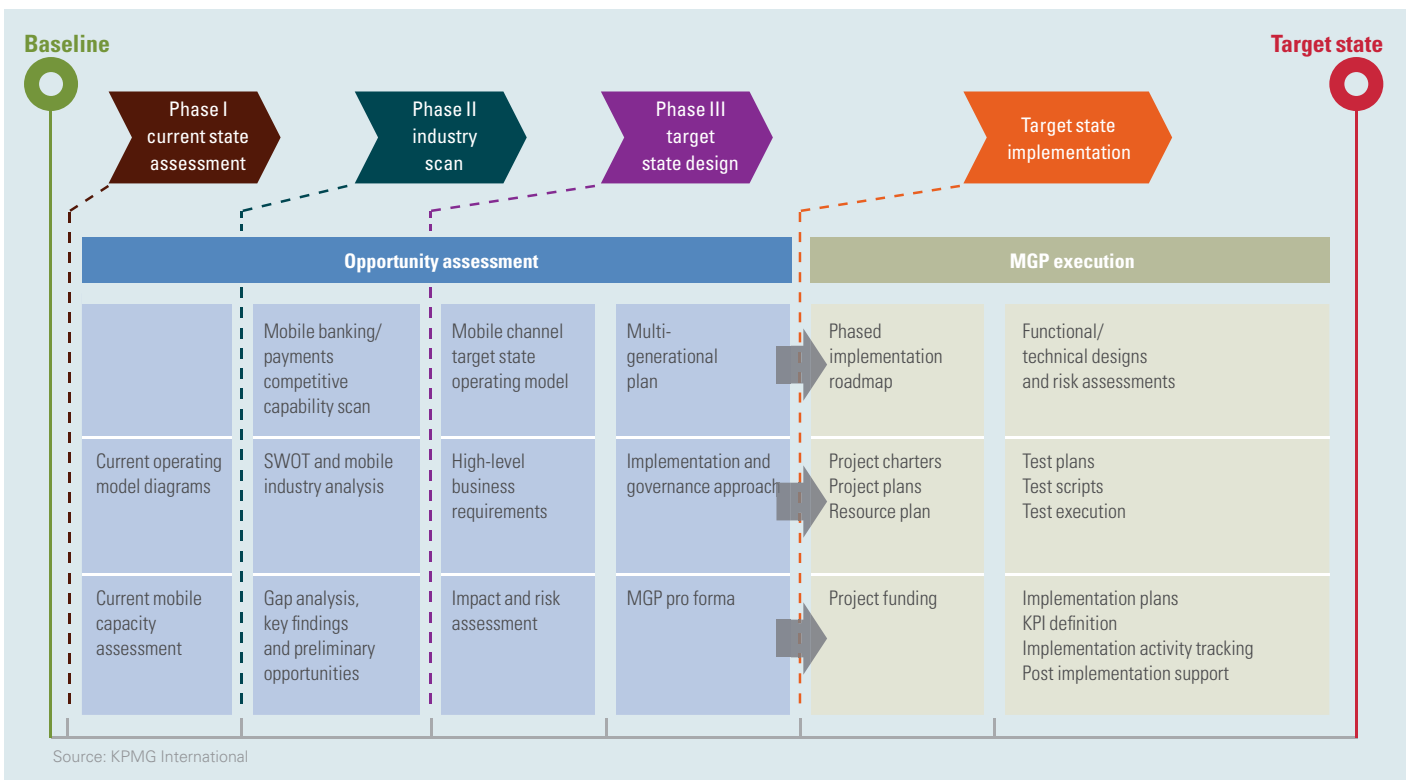 Baseline
Target state
Phase I
current state
assessment
Phase II
industry
scan
Phase III
target
state design
Target state
implementation
Opportunity assessment
MGP execution
Mobile banking/
payments
competitive
capability scan
Mobile channel
target state
operating model
Multi-
generational
plan
Phased
implementation
roadmap
Functional/
technical designs
and risk assessments
Current operating
model diagrams
SWOT and mobile
industry analysis
High-level
business
requirements
Implementation and
governance approach
Project charters
Project plans
Resource plan
Test plans
Test scripts
Test execution
Current mobile
capacity
assessment
Gap analysis,
key findings
and preliminary
opportunities
Impact and risk
assessment
MGP pro forma
Project funding
Implementation plans
KPI definition
Implementation activity tracking
Post implementation support
Source: KPMG International